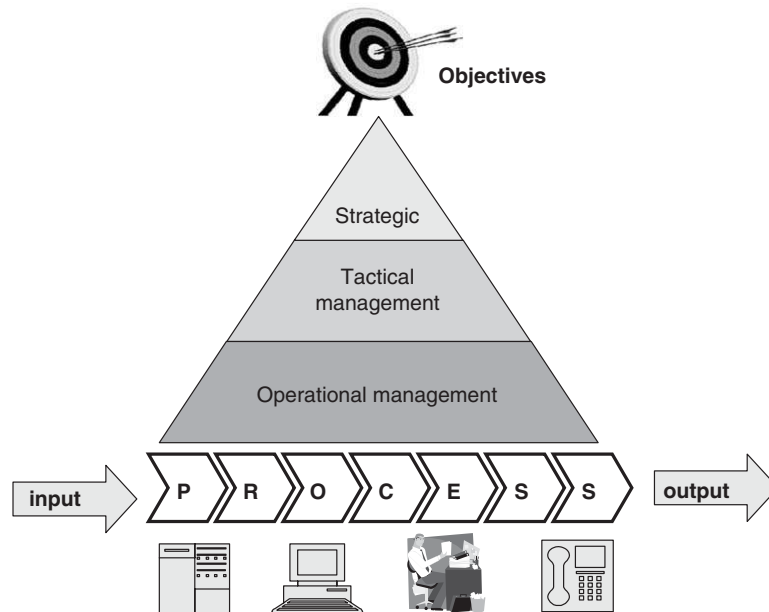 Objectives
Strategic
Tactical
management
Operational management
input
P R O C E S S
output